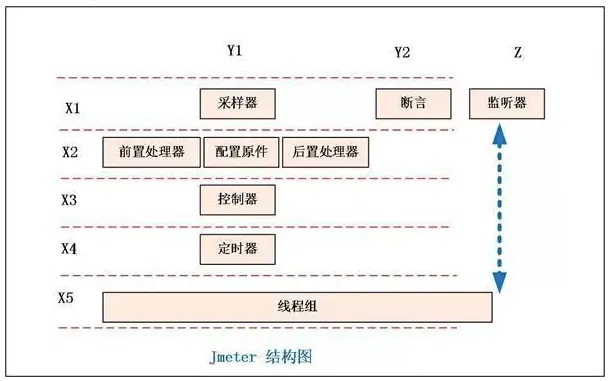 Y1 Y2 Z
X1 采样器 断言 监听器
X2 前置处理器 配置原件 后置处理器
X3 控制器
X4 定时器
X5 线程组
Jmeter 结构图